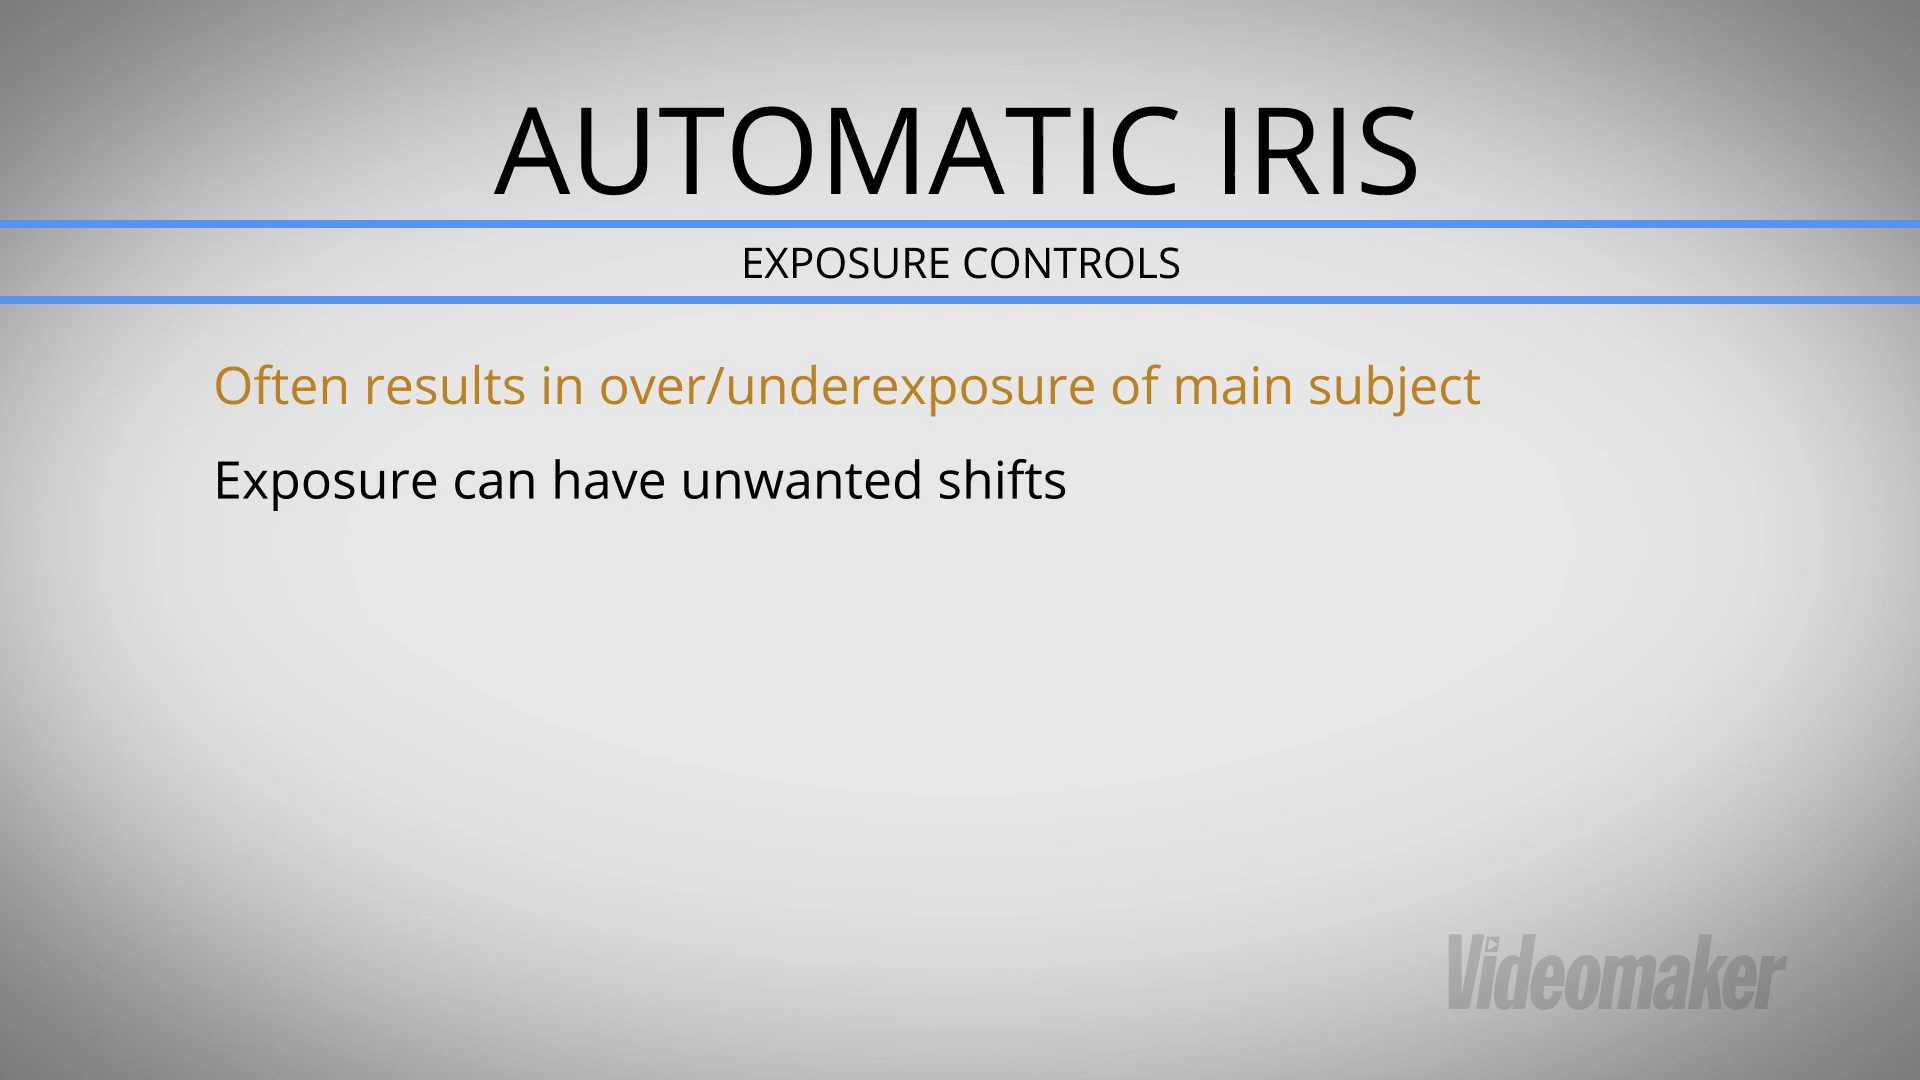 AUTOMATIC IRIS
EXPOSURE CONTROLS
Often results in over/underexposure of main subject
Exposure can have unwanted shifts
Videomaker